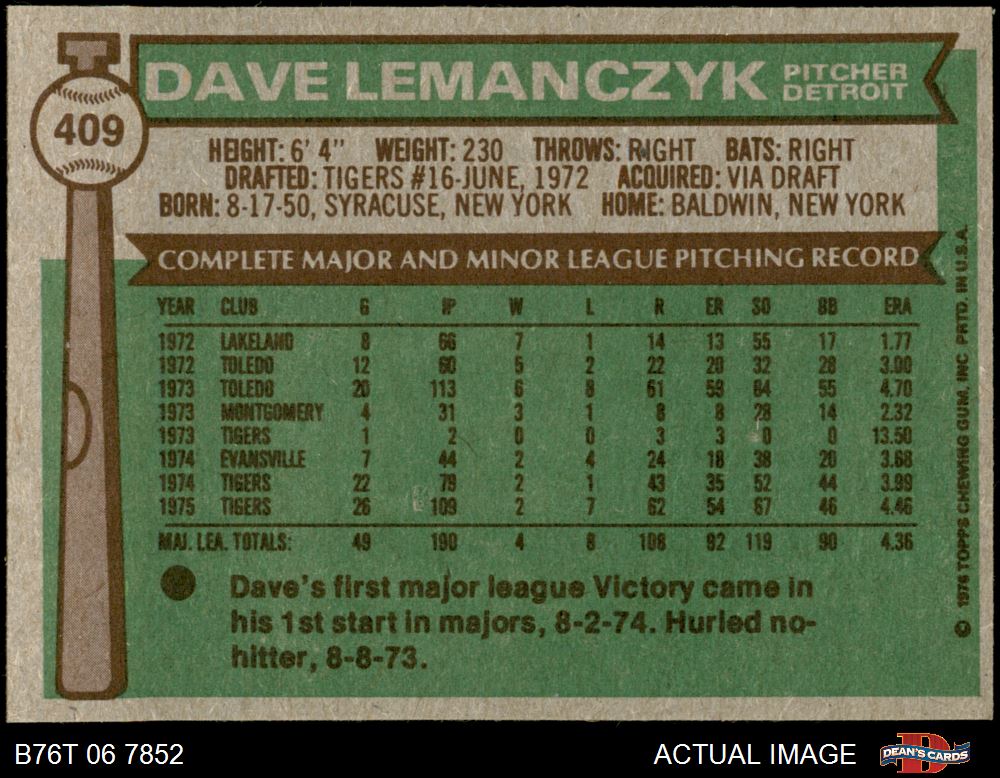 DAVE LEMANCZYK PITCHER DETROIT
409
HEIGHT: 6' 4" WEIGHT: 230 THROWS: RIGHT BATS: RIGHT
DRAFTED: TIGERS #16-JUNE, 1972 ACQUIRED: VIA DRAFT
BORN: 8-17-50, SYRACUSE, NEW YORK HOME: BALDWIN, NEW YORK
COMPLETE MAJOR AND MINOR LEAGUE PITCHING RECORD
YEAR CLUB G IP W L R ER SO BB ERA
1972 LAKELAND 8 66 7 1 14 13 55 17 1.77
1972 TOLEDO 12 60 5 2 22 20 32 28 3.00
1973 TOLEDO 20 113 6 8 61 59 64 55 4.70
1973 MONTGOMERY 4 31 3 1 8 8 28 14 2.32
1973 TIGERS 1 2 0 0 3 3 0 0 13.50
1974 EVANSVILLE 7 44 2 4 24 18 38 20 3.68
1974 TIGERS 22 79 2 1 43 35 52 44 3.99
1975 TIGERS 26 109 2 7 62 54 67 46 4.46
MAJ. LEA. TOTALS: 49 190 4 8 108 92 119 90 4.36
Dave's first major league Victory came in
his 1st start in majors, 8-2-74. Hurled no-
hitter, 8-8-73.
© 1976 TOPPS CHEWING GUM, INC PRTD. IN U.S.A.
B76T 06 7852 ACTUAL IMAGE
D
DEAN'S CARDS